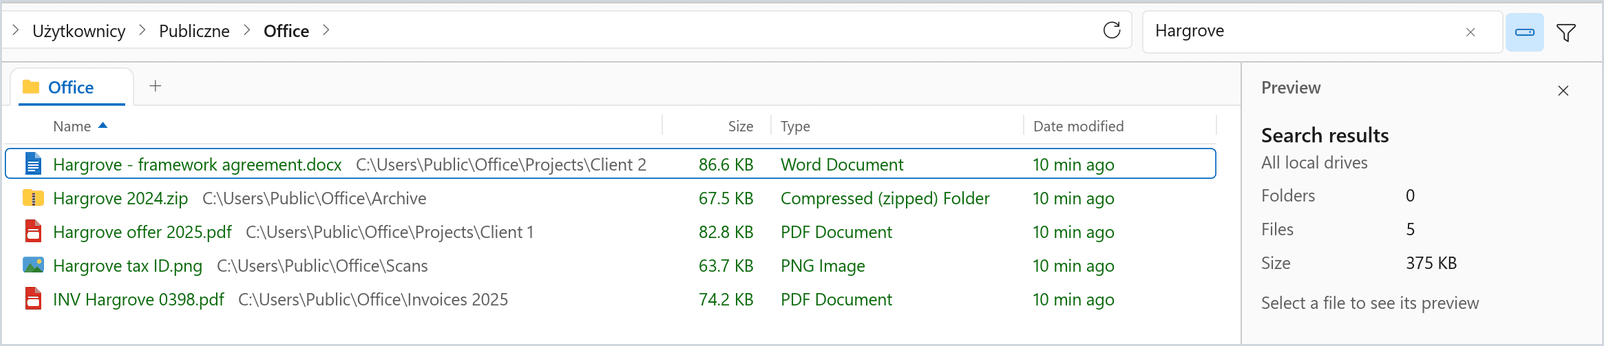 Użytkownicy Publiczne Office
Hargrove
Office
Preview
Name Size Type Date modified
Search results
All local drives
Hargrove - framework agreement.docx C:\Users\Public\Office\Projects\Client 2 86.6 KB Word Document 10 min ago
Folders 0
Hargrove 2024.zip C:\Users\Public\Office\Archive 67.5 KB Compressed (zipped) Folder 10 min ago
Files 5
Hargrove offer 2025.pdf C:\Users\Public\Office\Projects\Client 1 82.8 KB PDF Document 10 min ago
Size 375 KB
Hargrove tax ID.png C:\Users\Public\Office\Scans 63.7 KB PNG Image 10 min ago
INV Hargrove 0398.pdf C:\Users\Public\Office\Invoices 2025 74.2 KB PDF Document 10 min ago
Select a file to see its preview